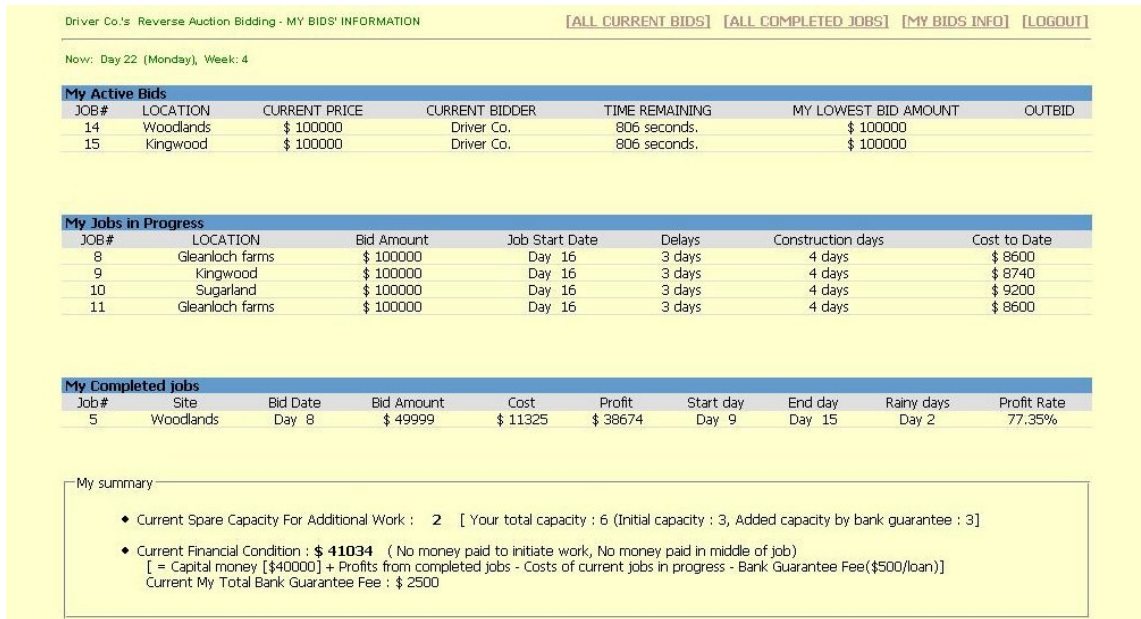 Driver Co.'s Reverse Auction Bidding - MY BIDS' INFORMATION [ALL CURRENT BIDS] [ALL COMPLETED JOBS] [MY BIDS INFO] [LOGOUT]
Now: Day 22 (Monday), Week: 4
My Active Bids
JOB# LOCATION CURRENT PRICE CURRENT BIDDER TIME REMAINING MY LOWEST BID AMOUNT OUTBID
14 Woodlands $ 100000 Driver Co. 806 seconds. $ 100000
15 Kingwood $ 100000 Driver Co. 806 seconds. $ 100000
My Jobs in Progress
JOB# LOCATION Bid Amount Job Start Date Delays Construction days Cost to Date
8 Gleanloch farms $ 100000 Day 16 3 days 4 days $ 8600
9 Kingwood $ 100000 Day 16 3 days 4 days $ 8740
10 Sugarland $ 100000 Day 16 3 days 4 days $ 9200
11 Gleanloch farms $ 100000 Day 16 3 days 4 days $ 8600
My Completed jobs
Job# Site Bid Date Bid Amount Cost Profit Start day End day Rainy days Profit Rate
5 Woodlands Day 8 $ 49999 $ 11325 $ 38674 Day 9 Day 15 Day 2 77.35%
My summary
◆ Current Spare Capacity For Additional Work : 2 [ Your total capacity : 6 (Initial capacity : 3, Added capacity by bank guarantee : 3]
◆ Current Financial Condition : $ 41034 ( No money paid to initiate work, No money paid in middle of job)
[ = Capital money [$40000] + Profits from completed jobs - Costs of current jobs in progress - Bank Guarantee Fee($500/loan)]
Current My Total Bank Guarantee Fee : $ 2500